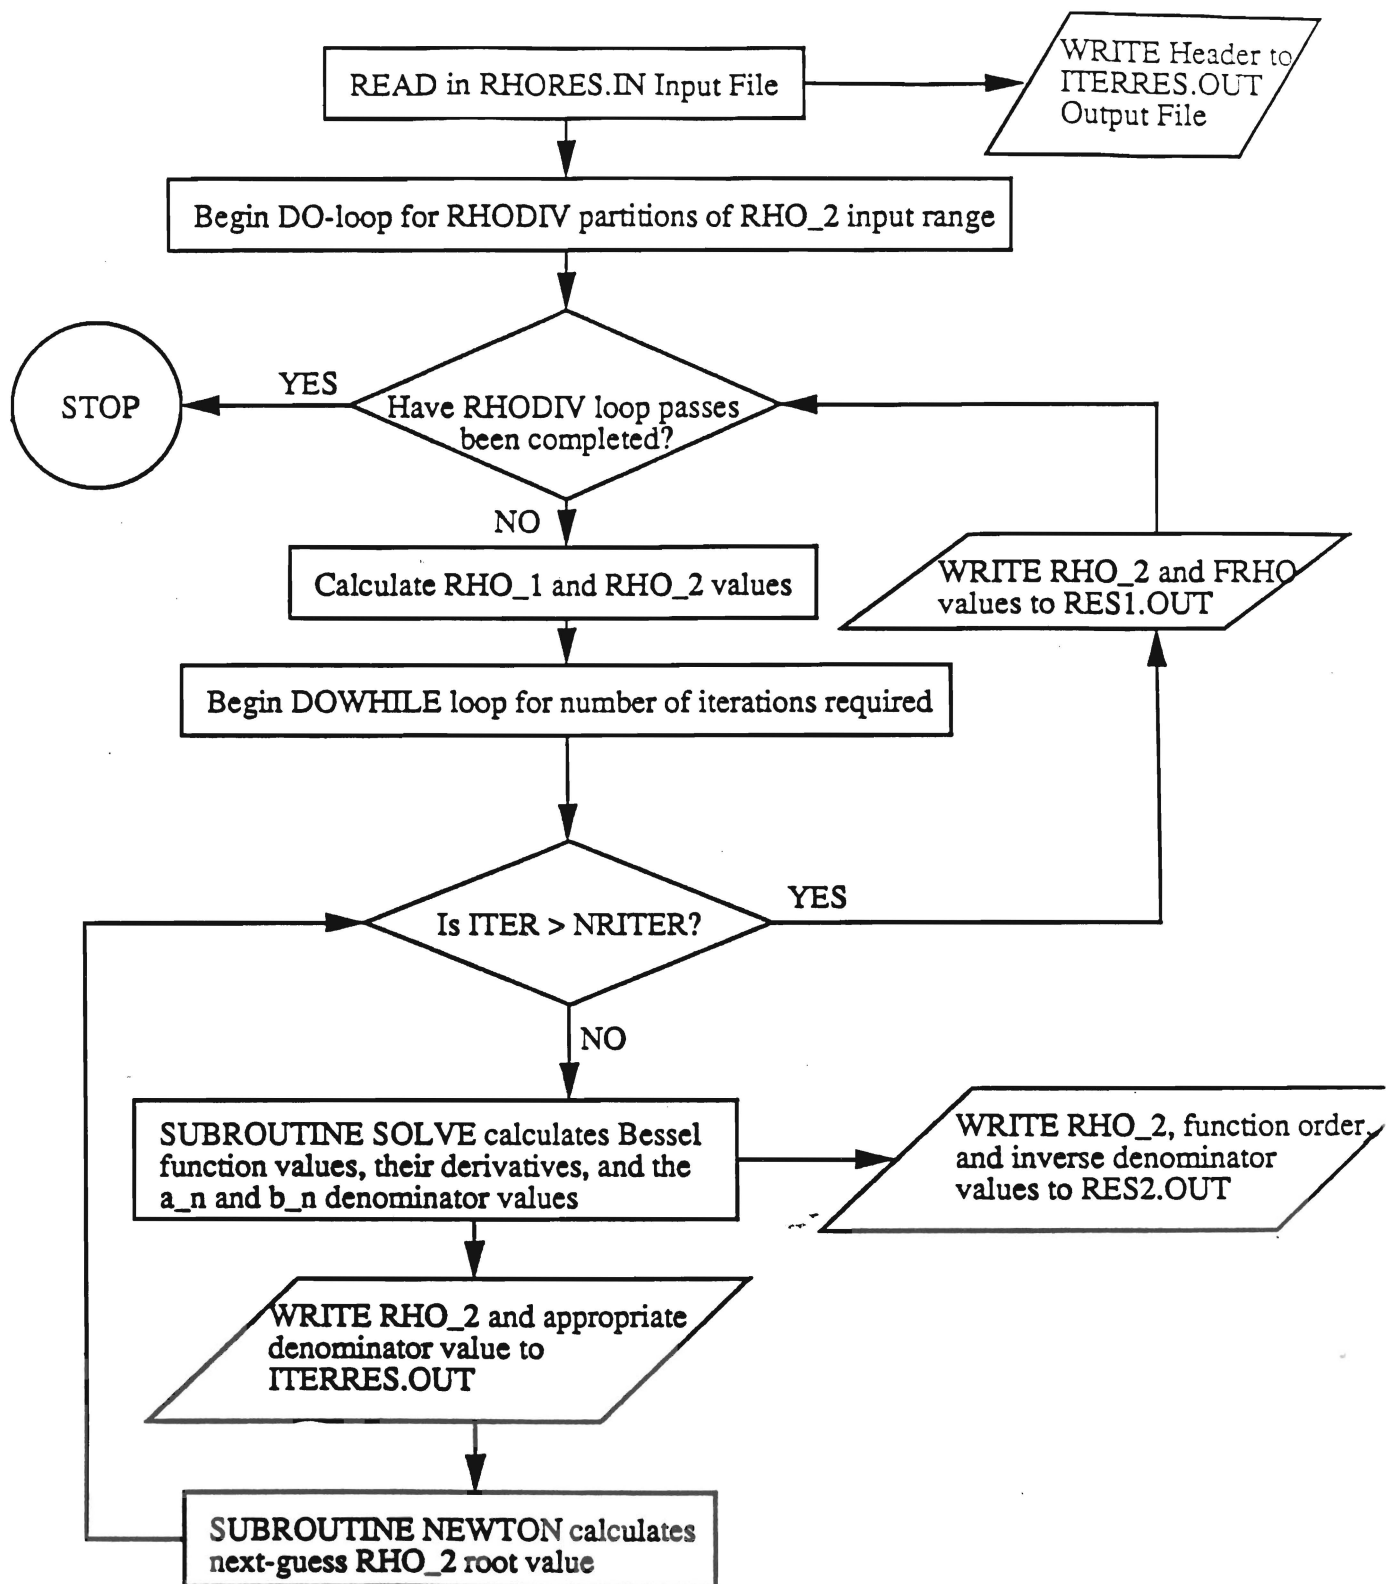 READ in RHORES.IN Input File
WRITE Header to
ITERRES.OUT
Output File
Begin DO-loop for RHODIV partitions of RHO_2 input range
STOP
YES
Have RHODIV loop passes
been completed?
NO
Calculate RHO_1 and RHO_2 values
WRITE RHO_2 and FRHO
values to RES1.OUT
Begin DOWHILE loop for number of iterations required
Is ITER > NRITER?
YES
NO
SUBROUTINE SOLVE calculates Bessel
function values, their derivatives, and the
a_n and b_n denominator values
WRITE RHO_2, function order,
and inverse denominator
values to RES2.OUT
WRITE RHO_2 and appropriate
denominator value to
ITERRES.OUT
SUBROUTINE NEWTON calculates
next-guess RHO_2 root value